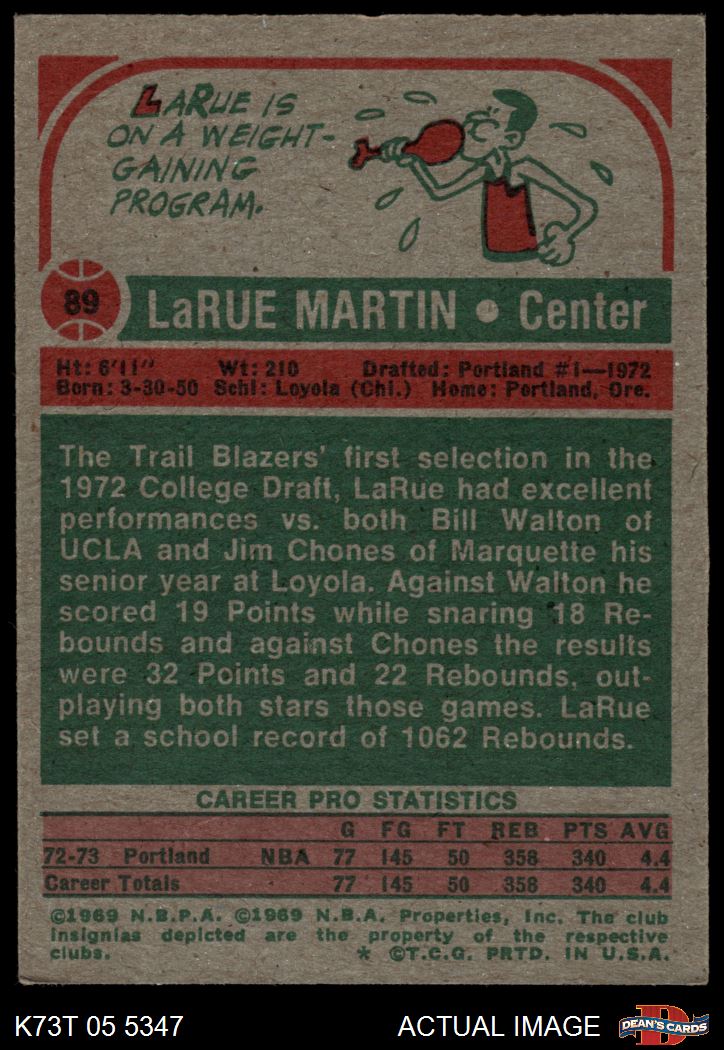 LaRUE IS
ON A WEIGHT-
GAINING
PROGRAM.
89 LaRUE MARTIN • Center
Ht: 6'11" Wt: 210 Drafted: Portland #1—1972
Born: 3-30-50 Schl: Loyola (Chi.) Home: Portland, Ore.
The Trail Blazers' first selection in the
1972 College Draft, LaRue had excellent
performances vs. both Bill Walton of
UCLA and Jim Chones of Marquette his
senior year at Loyola. Against Walton he
scored 19 Points while snaring 18 Re-
bounds and against Chones the results
were 32 Points and 22 Rebounds, out-
playing both stars those games. LaRue
set a school record of 1062 Rebounds.
CAREER PRO STATISTICS
G FG FT REB PTS AVG
72-73 Portland NBA 77 145 50 358 340 4.4
Career Totals 77 145 50 358 340 4.4
©1969 N.B.P.A. ©1969 N.B.A. Properties, Inc. The club
insignias depicted are the property of the respective
clubs. * ©T.C.G. PRTD. IN U.S.A.
K73T 05 5347 ACTUAL IMAGE DEAN'S CARDS